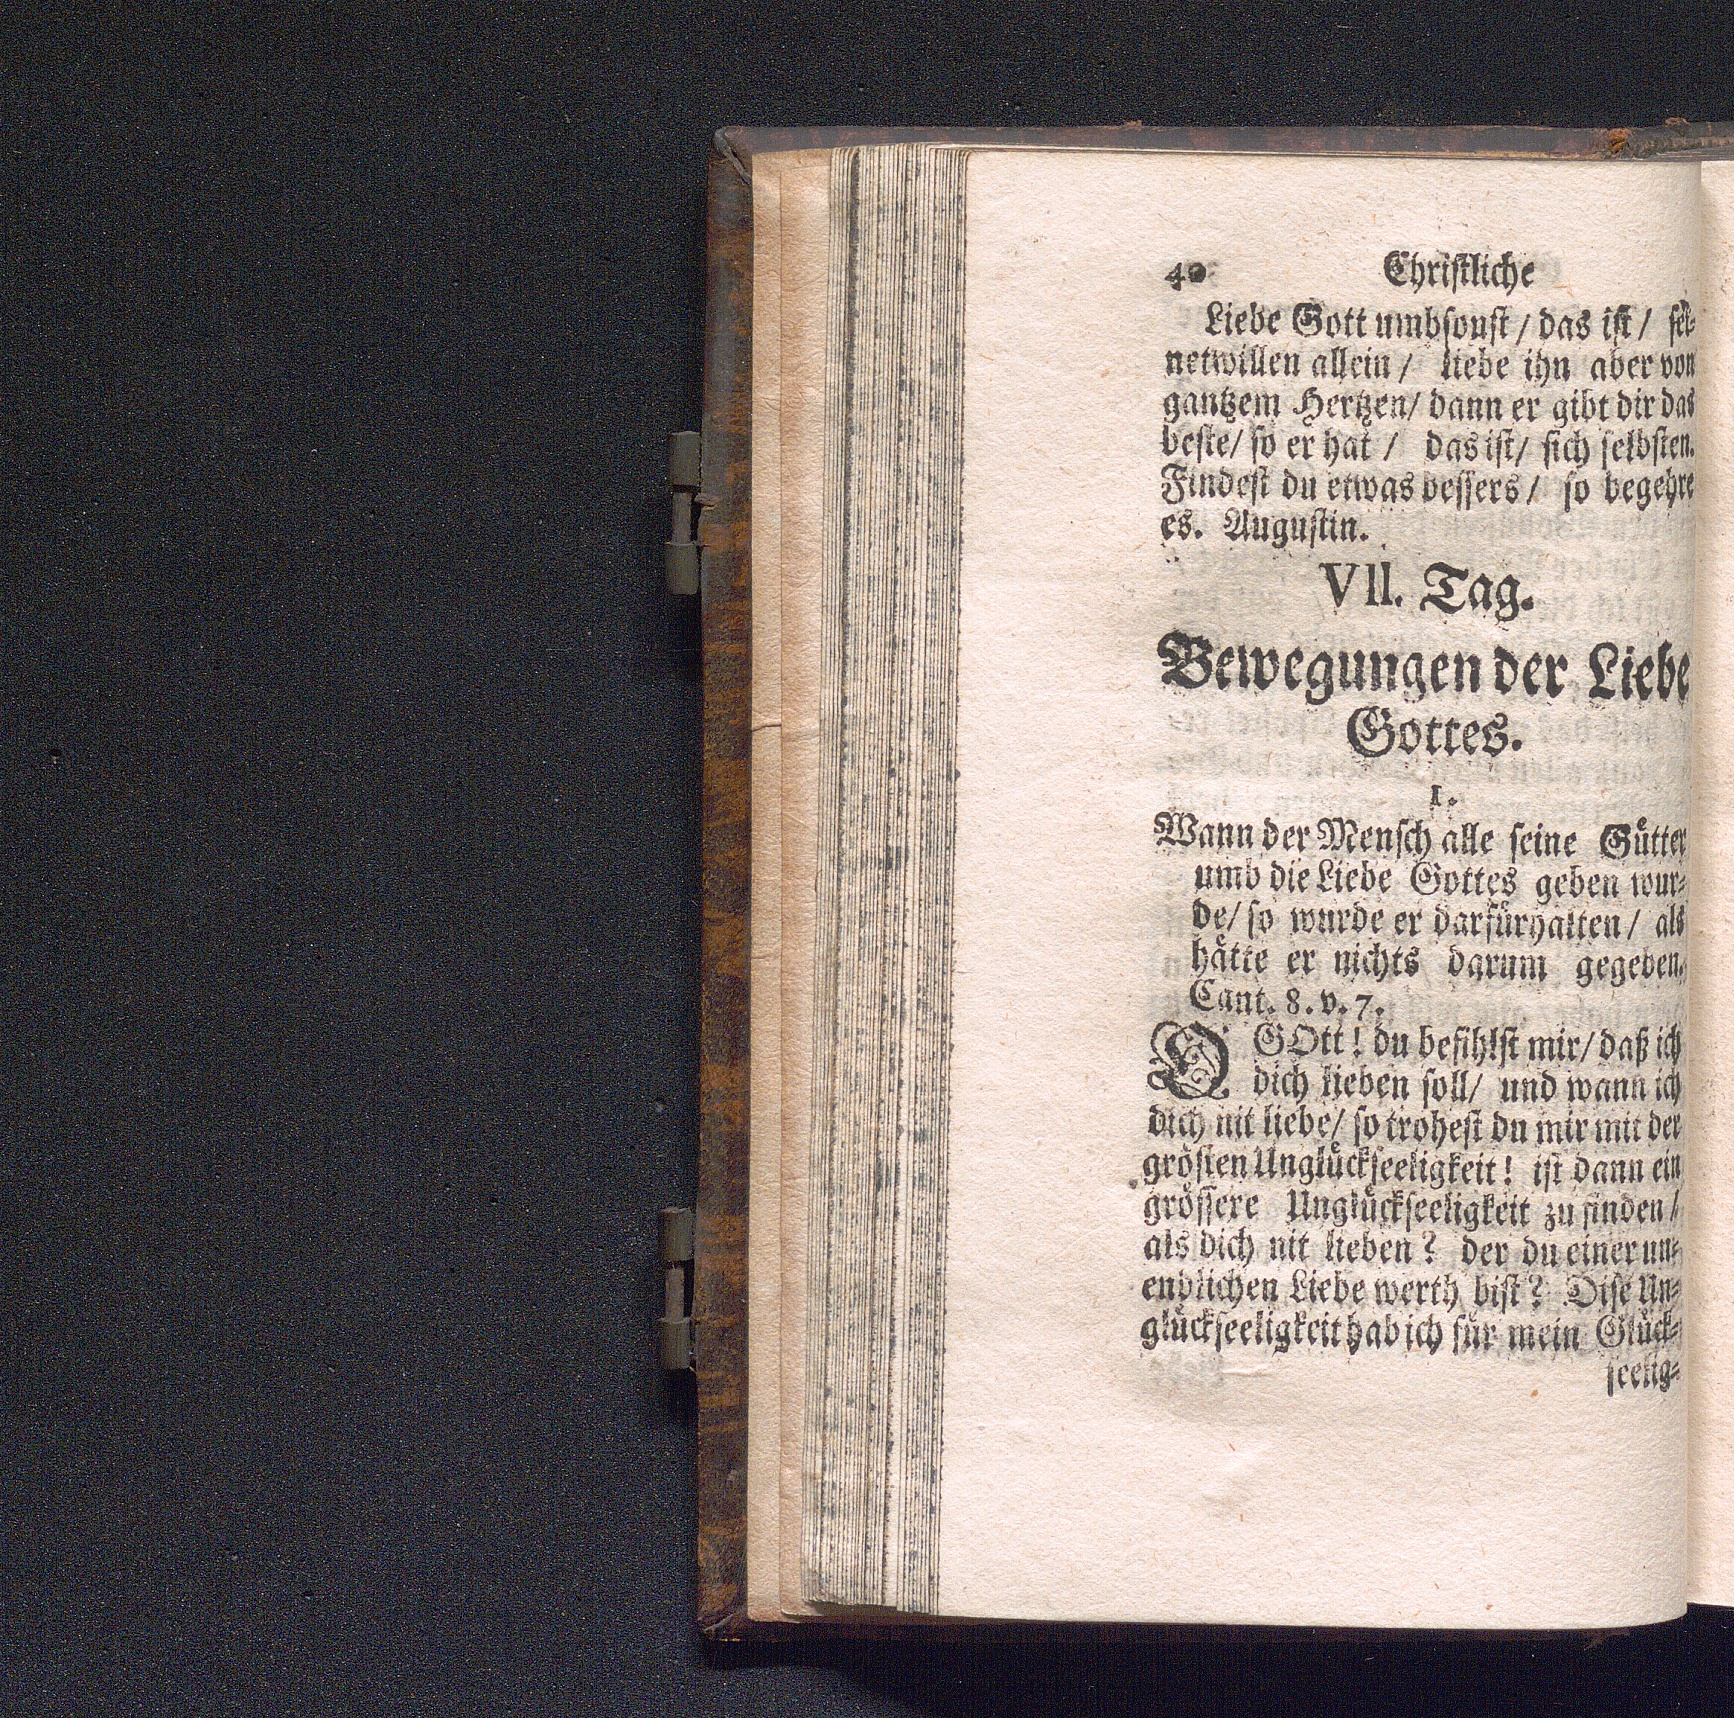 40 Christliche
Liebe Gott umbsonst / das ist / sei-
netwillen allein / liebe ihn aber von
gantzem Hertzen / dann er gibt dir das
beste / so er hat / das ist / sich selbsten.
Findest du etwas bessers / so begehre
es. Augustin.
VII. Tag.
Bewegungen der Liebe
Gottes.
1.
Wann der Mensch alle seine Gütter
umb die Liebe Gottes geben wur-
de / so wurde er darfürhalten / als
hätte er nichts darum gegeben.
Cant. 8. v. 7.
O GOtt! du befihlst mir / daß ich
dich lieben soll / und wann ich
dich nit liebe / so trohest du mir mit der
grösten Unglückseeligkeit! ist dann ein
grössere Unglückseeligkeit zu finden /
als dich nit lieben? der du einer un-
endlichen Liebe werth bist? Dise Un-
glückseeligkeit hab ich für mein Glück-
seelig-